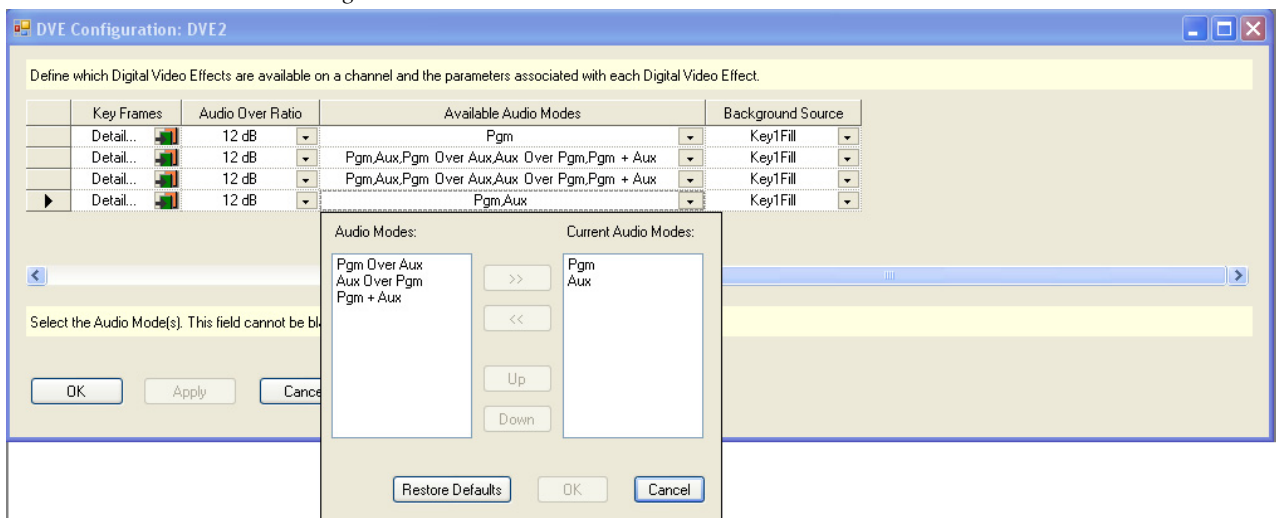 DVE Configuration: DVE2
Define which Digital Video Effects are available on a channel and the parameters associated with each Digital Video Effect.
Key Frames Audio Over Ratio Available Audio Modes Background Source
Detail... 12 dB Pgm Key1Fill
Detail... 12 dB Pgm,Aux,Pgm Over Aux,Aux Over Pgm,Pgm + Aux Key1Fill
Detail... 12 dB Pgm,Aux,Pgm Over Aux,Aux Over Pgm,Pgm + Aux Key1Fill
Detail... 12 dB Pgm,Aux Key1Fill
Audio Modes: Current Audio Modes:
Pgm Over Aux Pgm
Aux Over Pgm >> Aux
Pgm + Aux
Select the Audio Mode(s). This field cannot be bl
<<
Up
OK Apply Cance
Down
Restore Defaults OK Cancel